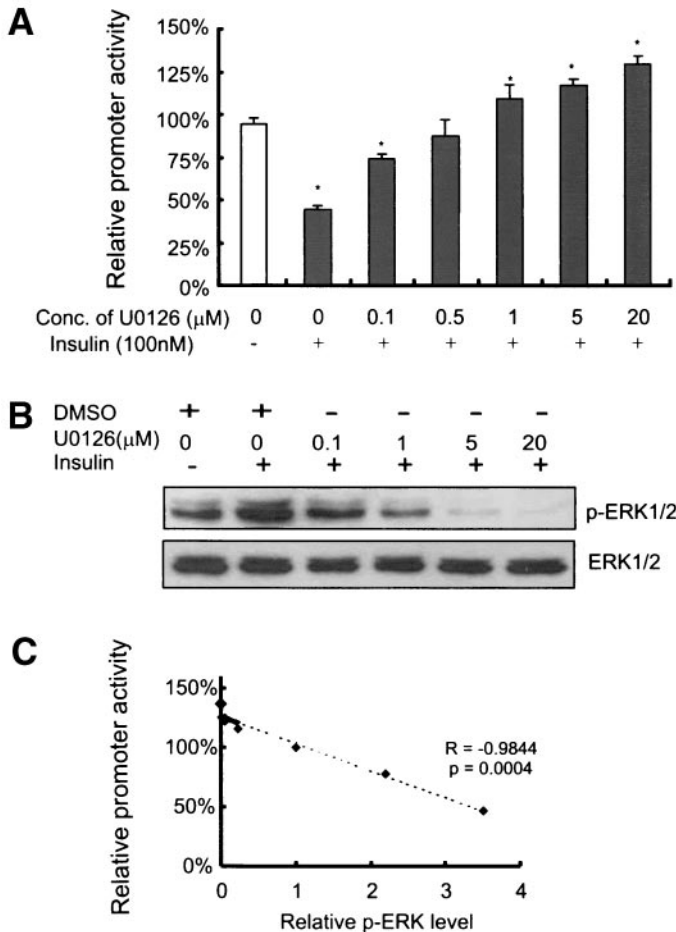 A
Relative promoter activity
150%
125%
100%
75%
50%
25%
0%
* * * * *
Conc. of U0126 (μM) 0 0 0.1 0.5 1 5 20
Insulin (100nM) - + + + + + +
B
DMSO + + - - - -
U0126(μM) 0 0 0.1 1 5 20
Insulin - + + + + +
p-ERK1/2
ERK1/2
C
Relative promoter activity
150%
100%
50%
0%
R = -0.9844
p = 0.0004
0 1 2 3 4
Relative p-ERK level